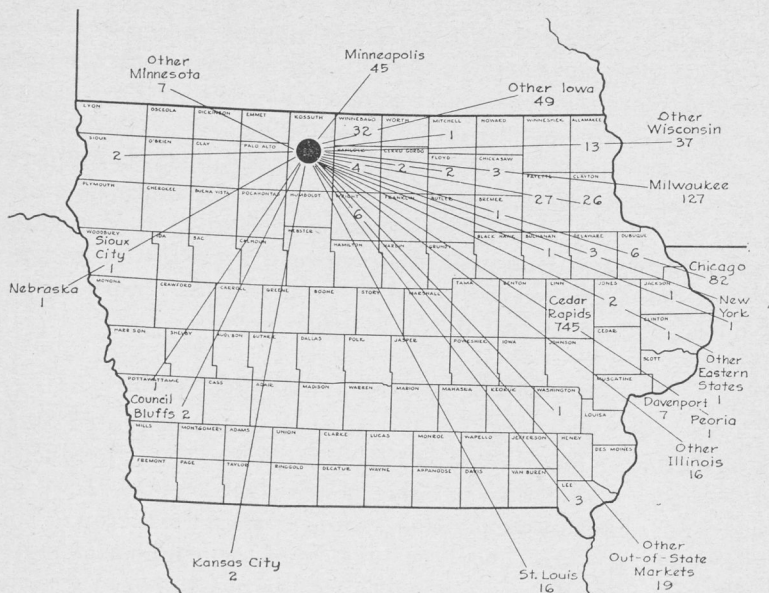 Other
Minnesota
7
Minneapolis
45
Other Iowa
49
Other
Wisconsin
37
Milwaukee
127
Chicago
82
New
York
1
Other
Eastern
States
1
Peoria
1
Davenport
7
Other
Illinois
16
Other
Out-of-State
Markets
19
St. Louis
16
Kansas City
2
Council
Bluffs 2
Nebraska
1
Sioux
City
1
Cedar
Rapids
745
LYON
OSCEOLA
DICKINSON
EMMET
KOSSUTH
WINNEBAGO
32
WORTH
MITCHELL
1
HOWARD
WINNESHIEK
ALLAMAKEE
13
SIOUX
2
O'BRIEN
CLAY
PALO ALTO
4
CERRO GORDO
2
FLOYD
2
CHICKASAW
3
FAYETTE
27
CLAYTON
26
PLYMOUTH
CHEROKEE
BUENA VISTA
POCAHONTAS
HUMBOLDT
WRIGHT
6
FRANKLIN
BUTLER
BREMER
1
WOODBURY
IDA
SAC
CALHOUN
WEBSTER
HAMILTON
HARDIN
GRUNDY
BLACK HAWK
BUCHANAN
1
DELAWARE
3
DUBUQUE
6
MONONA
CRAWFORD
CARROLL
GREENE
BOONE
STORY
MARSHALL
TAMA
BENTON
LINN
JONES
2
JACKSON
1
CLINTON
1
HARRISON
SHELBY
AUDUBON
GUTHRIE
DALLAS
POLK
JASPER
POWESHIEK
IOWA
JOHNSON
CEDAR
SCOTT
MUSCATINE
POTTAWATTAMIE
1
CASS
ADAIR
MADISON
WARREN
MARION
MAHASKA
KEOKUK
WASHINGTON
1
LOUISA
MILLS
MONTGOMERY
ADAMS
UNION
CLARKE
LUCAS
MONROE
WAPELLO
JEFFERSON
HENRY
DES MOINES
FREMONT
PAGE
TAYLOR
RINGGOLD
DECATUR
WAYNE
APPANOOSE
DAVIS
VAN BUREN
LEE
3